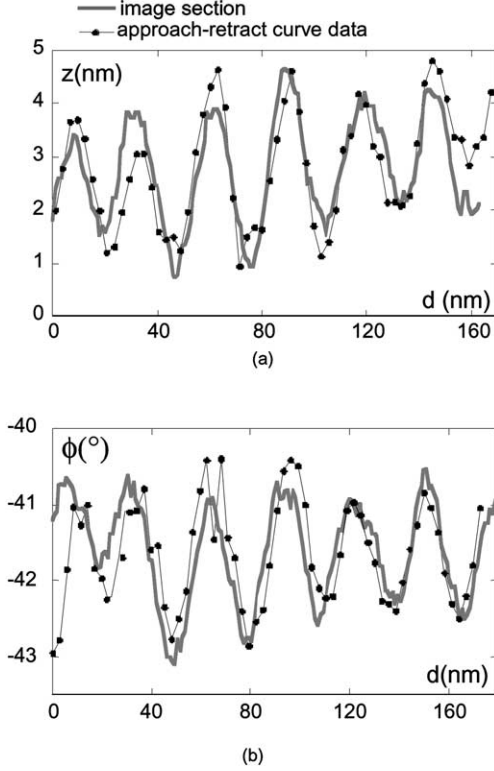 image section
approach-retract curve data
5
z(nm)
4
3
2
1
0
d (nm)
0 40 80 120 160
(a)
-40
ϕ(°)
-41
-42
-43
d(nm)
0 40 80 120 160
(b)